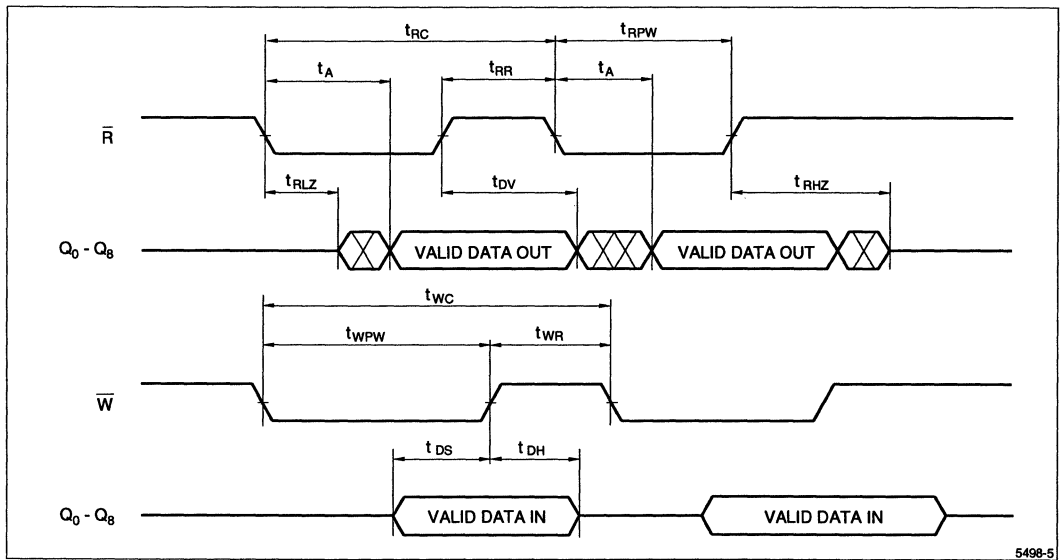 tRC tRPW
tA tRR tA
R̅
tRLZ tDV tRHZ
Q0 - Q8 VALID DATA OUT VALID DATA OUT
tWC
tWPW tWR
W̅
tDS tDH
Q0 - Q8 VALID DATA IN VALID DATA IN
5498-5